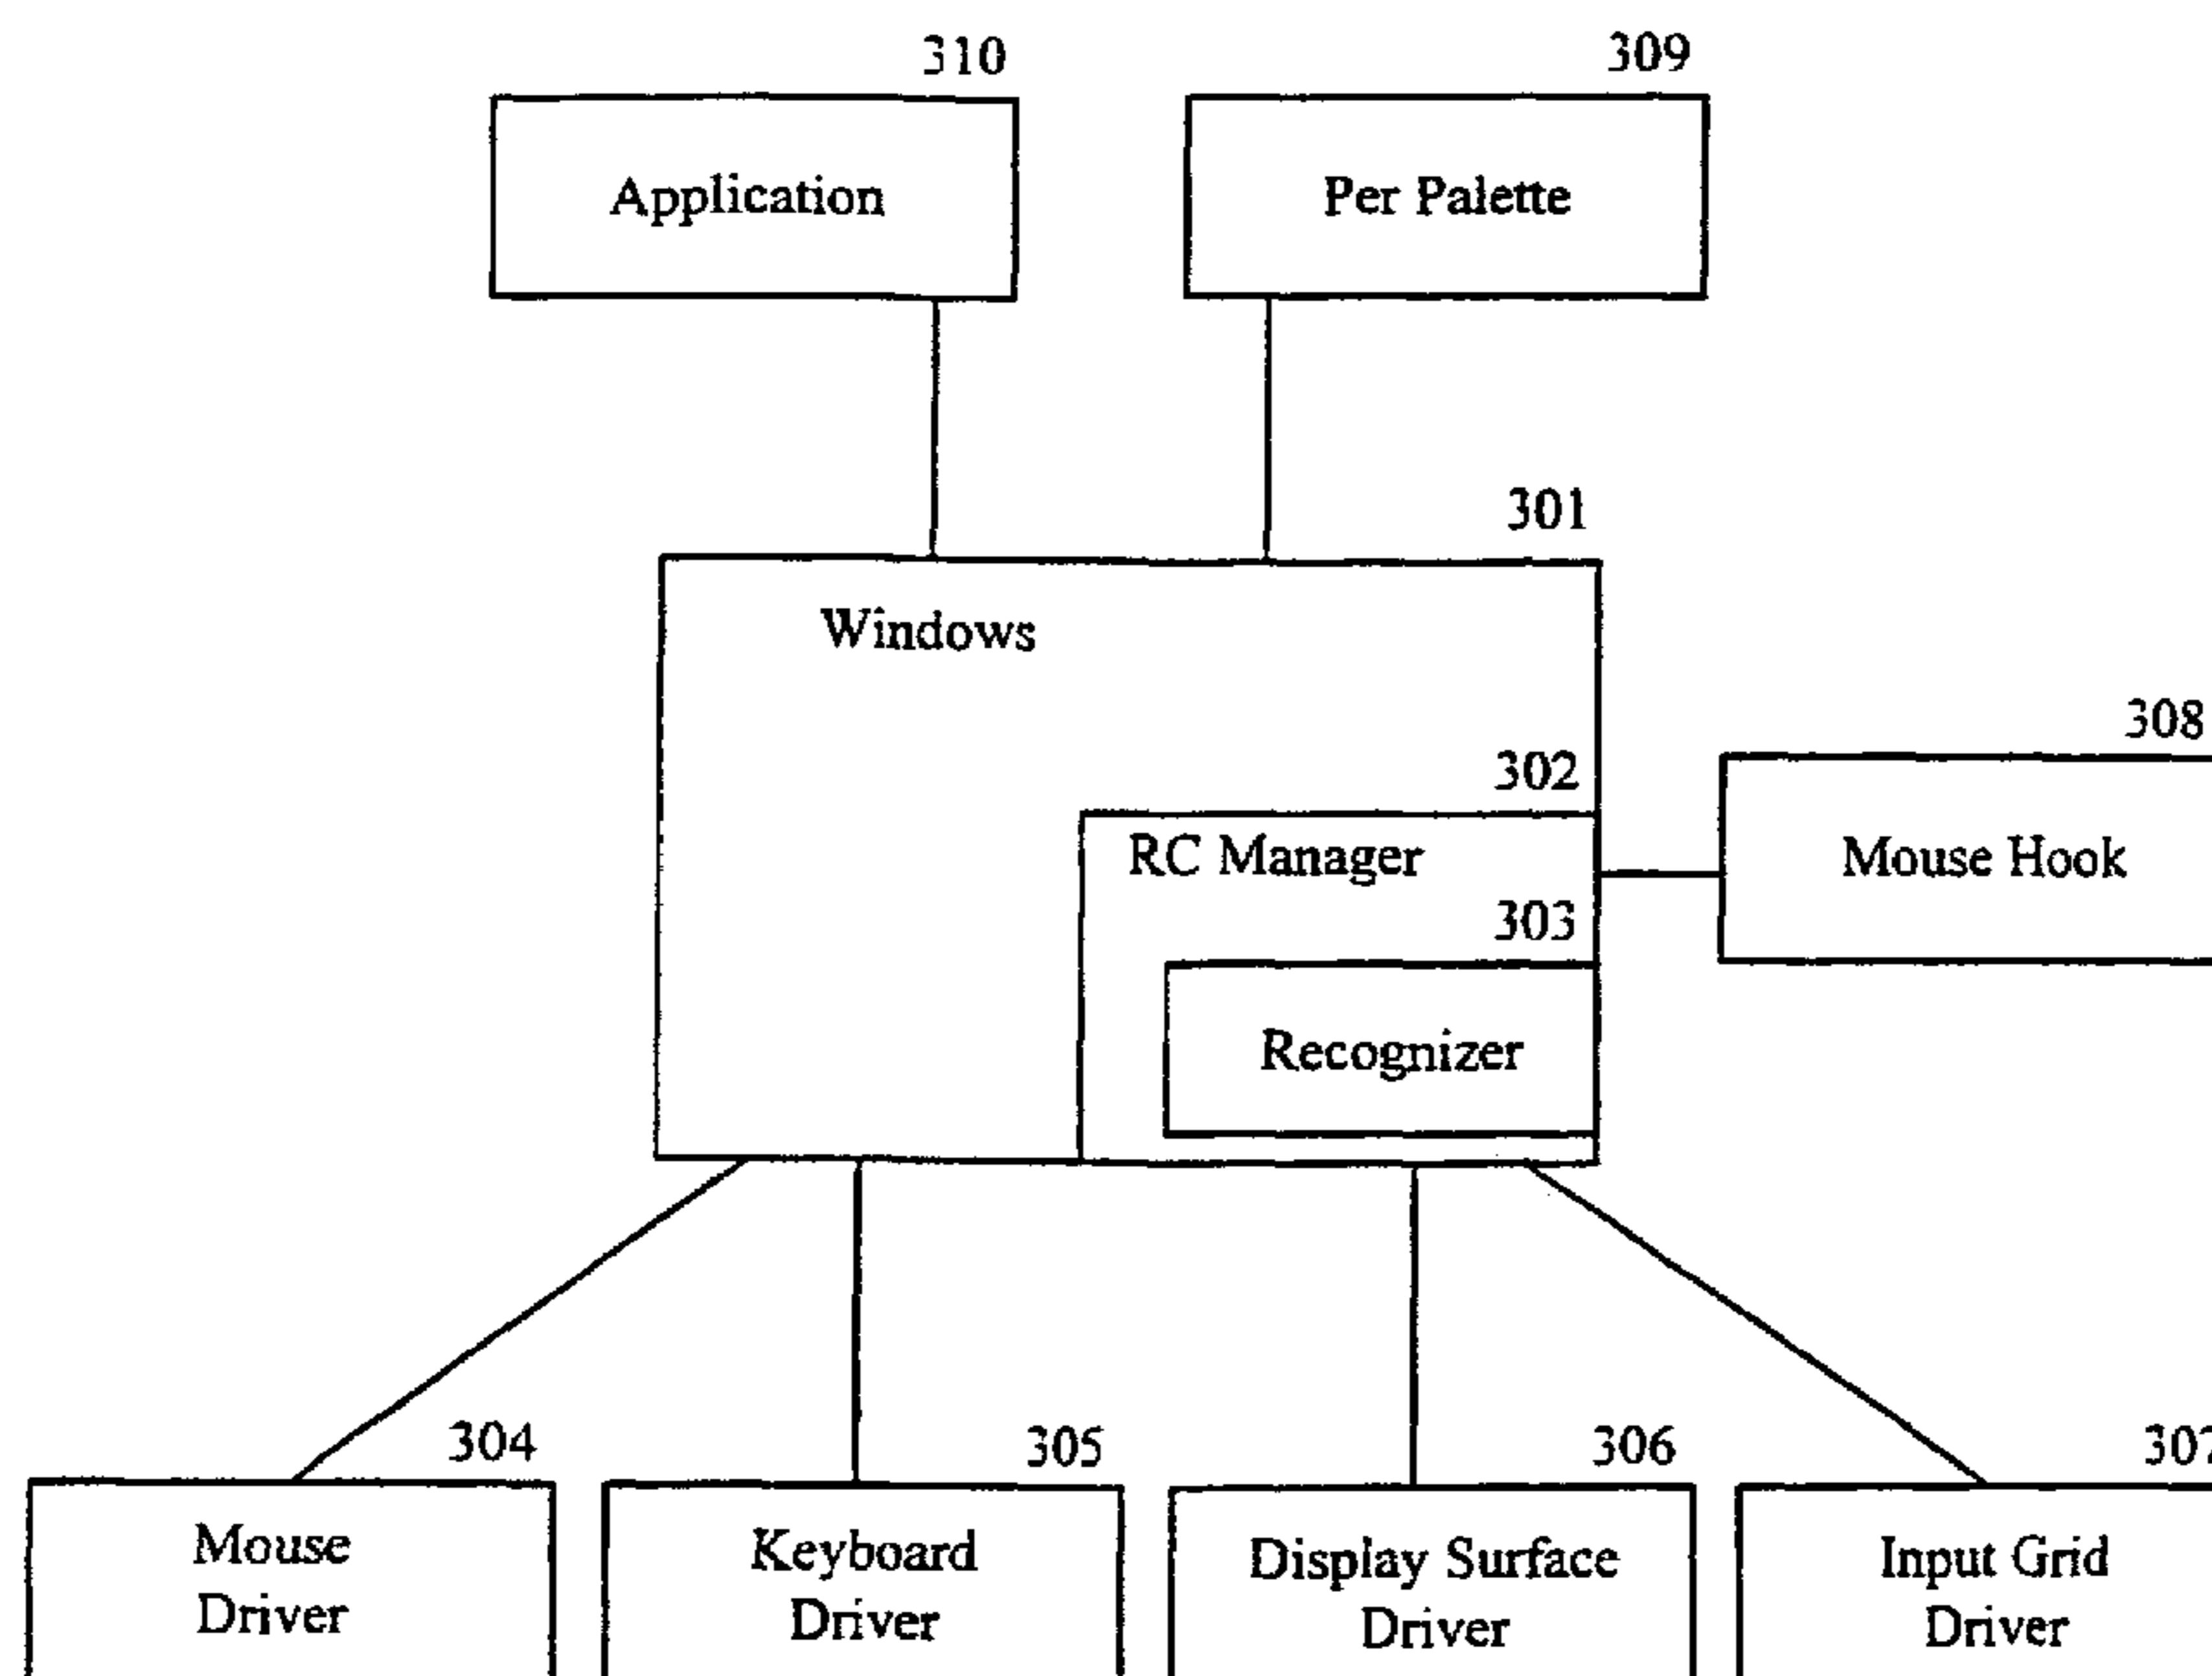 310
309
Application
Per Palette
301
Windows
308
302
RC Manager
Mouse Hook
303
Recognizer
304
305
306
307
Mouse
Driver
Keyboard
Driver
Display Surface
Driver
Input Grid
Driver